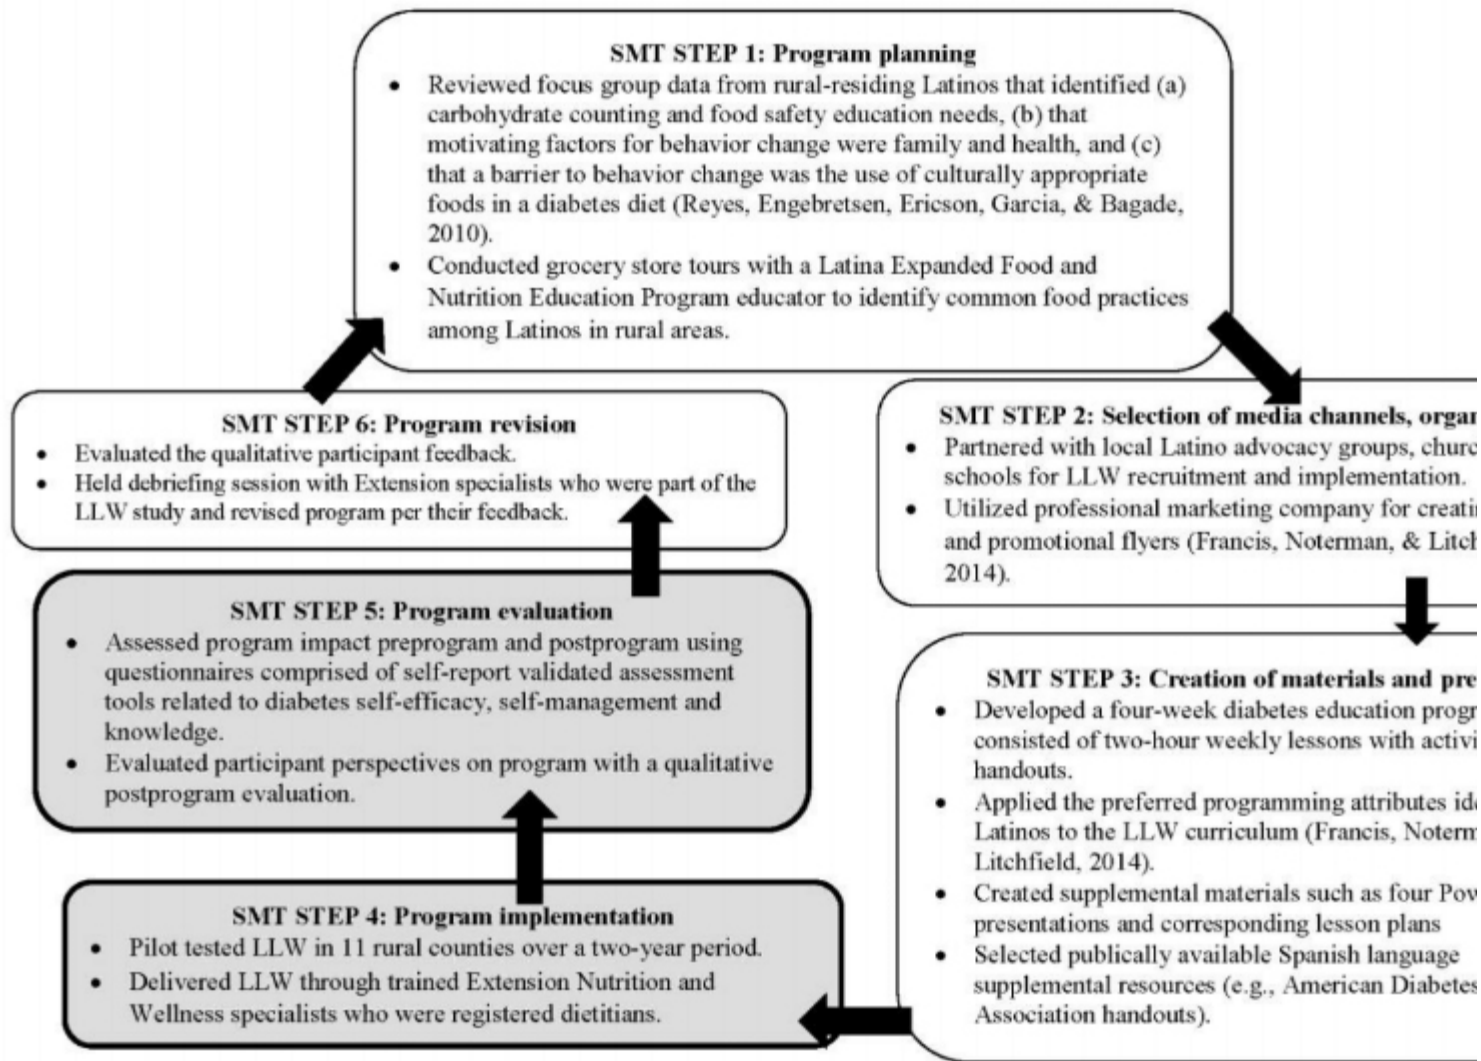 SMT STEP 1: Program planning
• Reviewed focus group data from rural-residing Latinos that identified (a)
carbohydrate counting and food safety education needs, (b) that
motivating factors for behavior change were family and health, and (c)
that a barrier to behavior change was the use of culturally appropriate
foods in a diabetes diet (Reyes, Engebretsen, Ericson, Garcia, & Bagade,
2010).
• Conducted grocery store tours with a Latina Expanded Food and
Nutrition Education Program educator to identify common food practices
among Latinos in rural areas.
SMT STEP 2: Selection of media channels,
• Partnered with local Latino advocacy groups,
schools for LLW recruitment and implementation.
• Utilized professional marketing company for
and promotional flyers (Francis, Noterman, &
2014).
SMT STEP 3: Creation of materials and
• Developed a four-week diabetes education
consisted of two-hour weekly lessons with
handouts.
• Applied the preferred programming attributes
Latinos to the LLW curriculum (Francis,
Litchfield, 2014).
• Created supplemental materials such as four
presentations and corresponding lesson plans
• Selected publically available Spanish language
supplemental resources (e.g., American Diabetes
Association handouts).
SMT STEP 4: Program implementation
• Pilot tested LLW in 11 rural counties over a two-year period.
• Delivered LLW through trained Extension Nutrition and
Wellness specialists who were registered dietitians.
SMT STEP 5: Program evaluation
• Assessed program impact preprogram and postprogram using
questionnaires comprised of self-report validated assessment
tools related to diabetes self-efficacy, self-management and
knowledge.
• Evaluated participant perspectives on program with a qualitative
postprogram evaluation.
SMT STEP 6: Program revision
• Evaluated the qualitative participant feedback.
• Held debriefing session with Extension specialists who were part of the
LLW study and revised program per their feedback.